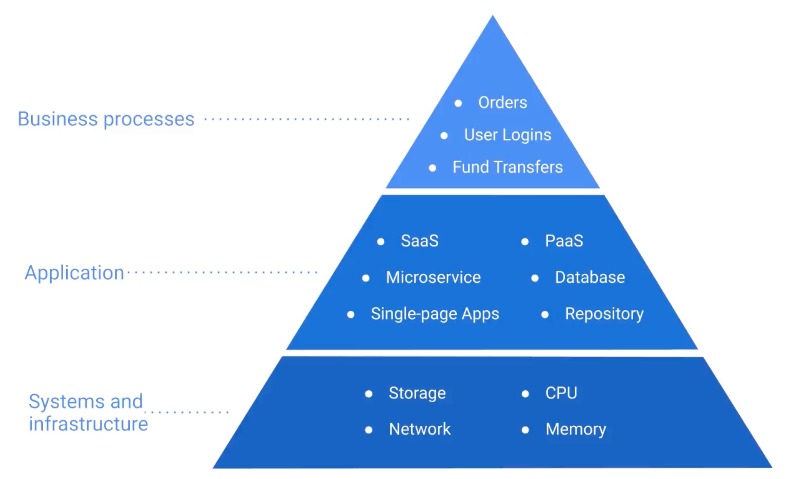 Business processes
Orders
User Logins
Fund Transfers
Application
SaaS
PaaS
Microservice
Database
Single-page Apps
Repository
Systems and
infrastructure
Storage
CPU
Network
Memory